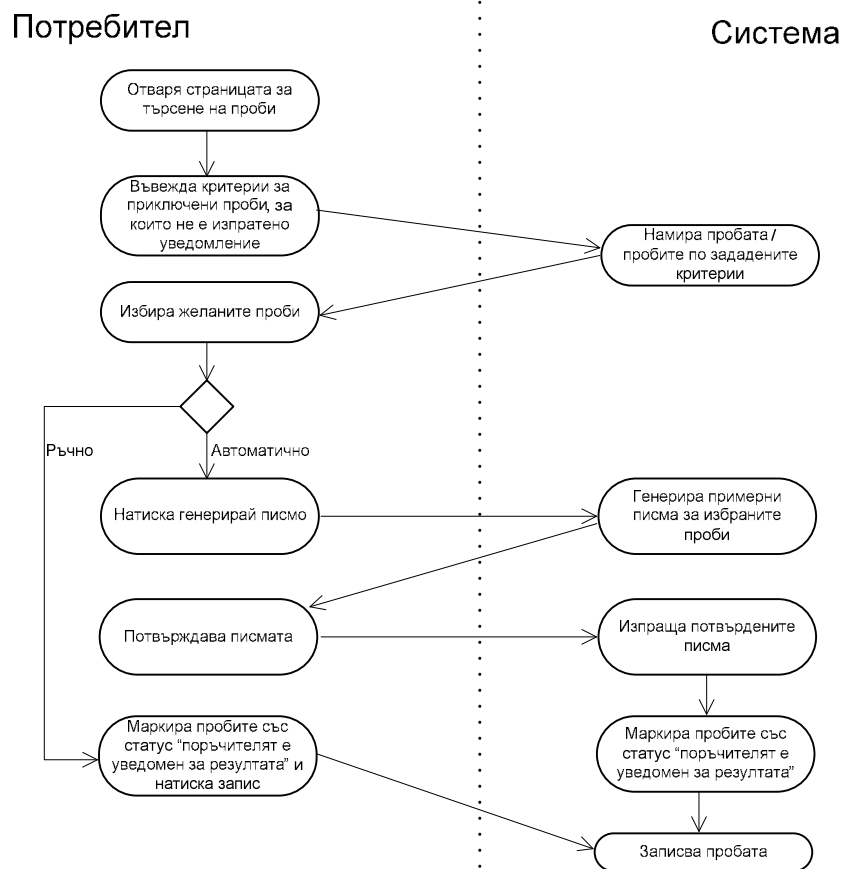 Потребител
Система
Отваря страницата за
търсене на проби
Въвежда критерии за
приключени проби, за
които не е изпратено
уведомление
Намира пробата /
пробите по зададените
критерии
Избира желаните проби
Ръчно
Автоматично
Натиска генерирай писмо
Генерира примерни
писма за избраните
проби
Потвърждава писмата
Изпраща потвърдените
писма
Маркира пробите със
статус “поръчителят е
уведомен за резултата” и
натиска запис
Маркира пробите със
статус “поръчителят е
уведомен за резултата”
Записва пробата